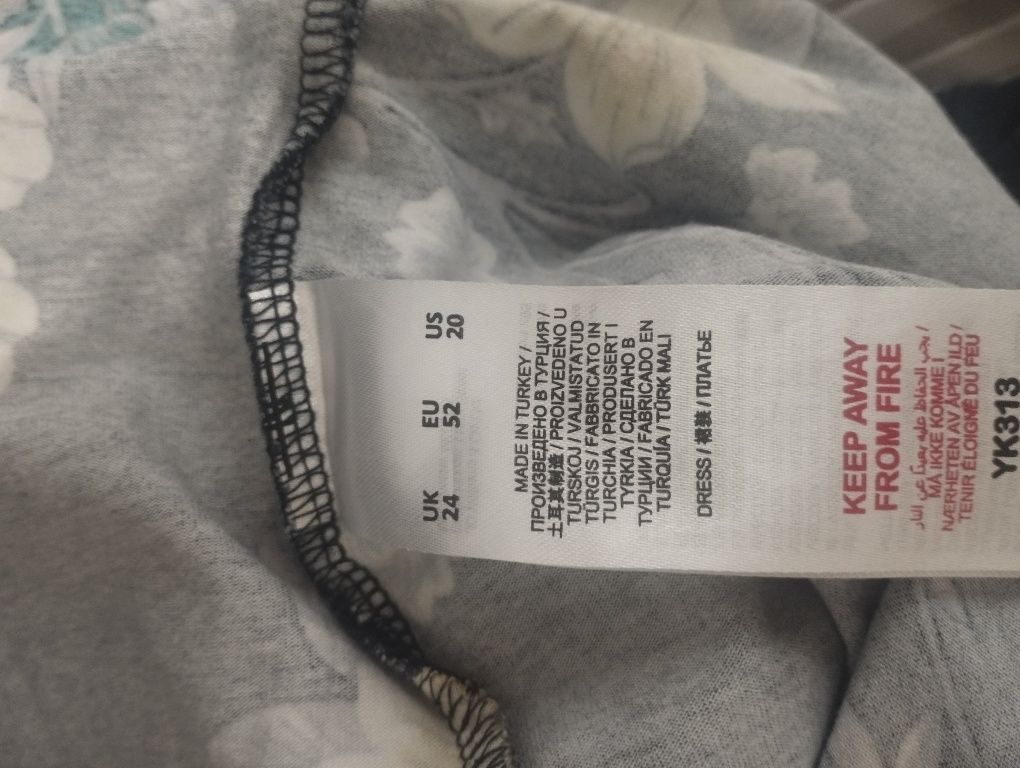 UK EU US
24 52 20
MADE IN TURKEY /
ПРОИЗВЕДЕНО В ТУРЦИЯ /
土耳其制造 / PROIZVEDENO U
TURSKOJ / VALMISTATUD
TÜRGIS / FABBRICATO IN
TURCHIA / PRODUSERT I
TYRKIA / СДЕЛАНО В
ТУРЦИИ / FABRICADO EN
TURQUÍA / TÜRK MALI
DRESS / 裙装 / ПЛАТЬЕ
KEEP AWAY
FROM FIRE
يجب الحفاظ عليه بعيدًا عن النار /
MÅ IKKE KOMME I
NÆRHETEN AV ÅPEN ILD /
TENIR ÉLOIGNÉ DU FEU
YK313